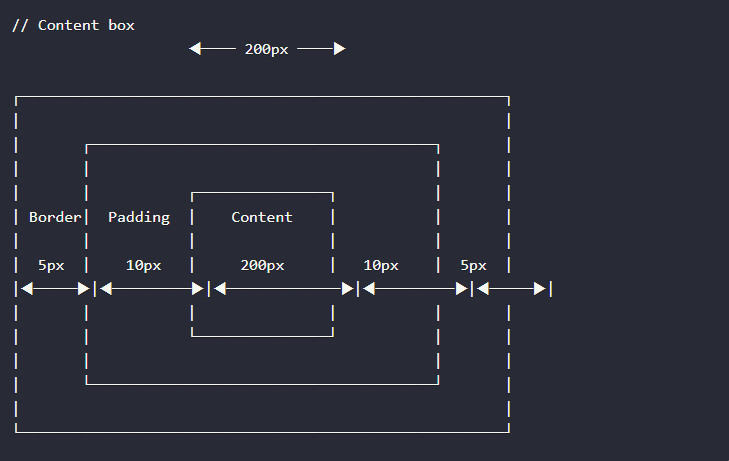 // Content box
200px
Border Padding Content
5px 10px 200px 10px 5px